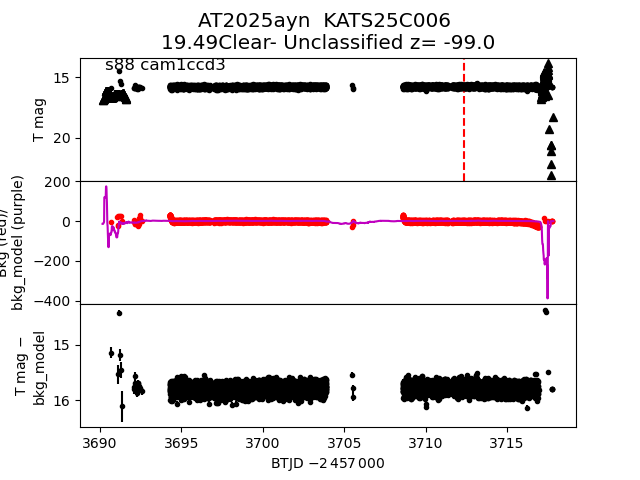 AT2025ayn  KATS25C006
19.49Clear- Unclassified z= -99.0
s88 cam1ccd3
T mag
15
20
Bkg (red)/
bkg_model (purple)
200
0
−200
−400
T mag −
bkg_model
15
16
3690 3695 3700 3705 3710 3715
BTJD −2 457 000